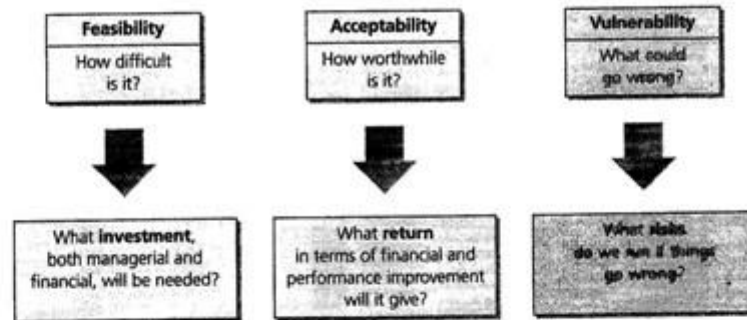 Feasibility
How difficult
is it?
Acceptability
How worthwhile
is it?
Vulnerability
What could
go wrong?
What investment,
both managerial and
financial, will be needed?
What return
in terms of financial and
performance improvement
will it give?
What risks
do we run if things
go wrong?